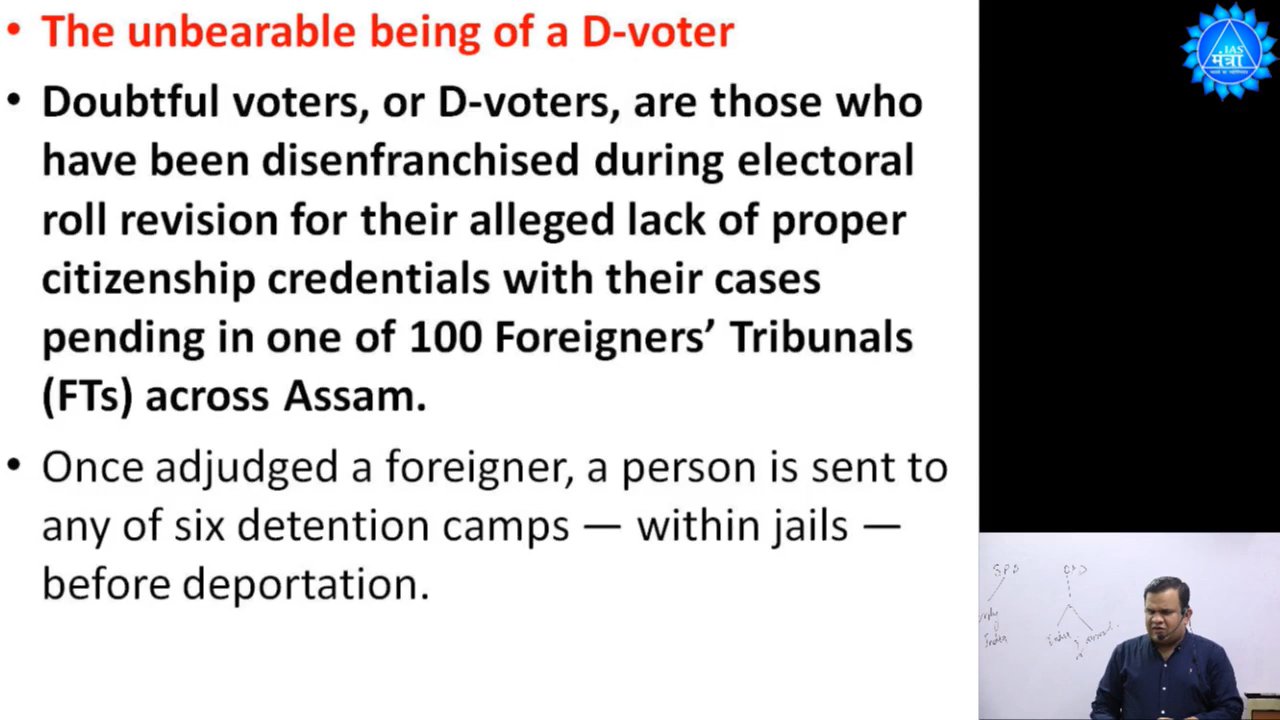 • The unbearable being of a D-voter
• Doubtful voters, or D-voters, are those who
have been disenfranchised during electoral
roll revision for their alleged lack of proper
citizenship credentials with their cases
pending in one of 100 Foreigners’ Tribunals
(FTs) across Assam.
• Once adjudged a foreigner, a person is sent to
any of six detention camps — within jails —
before deportation.
IAS
मंत्रा
India